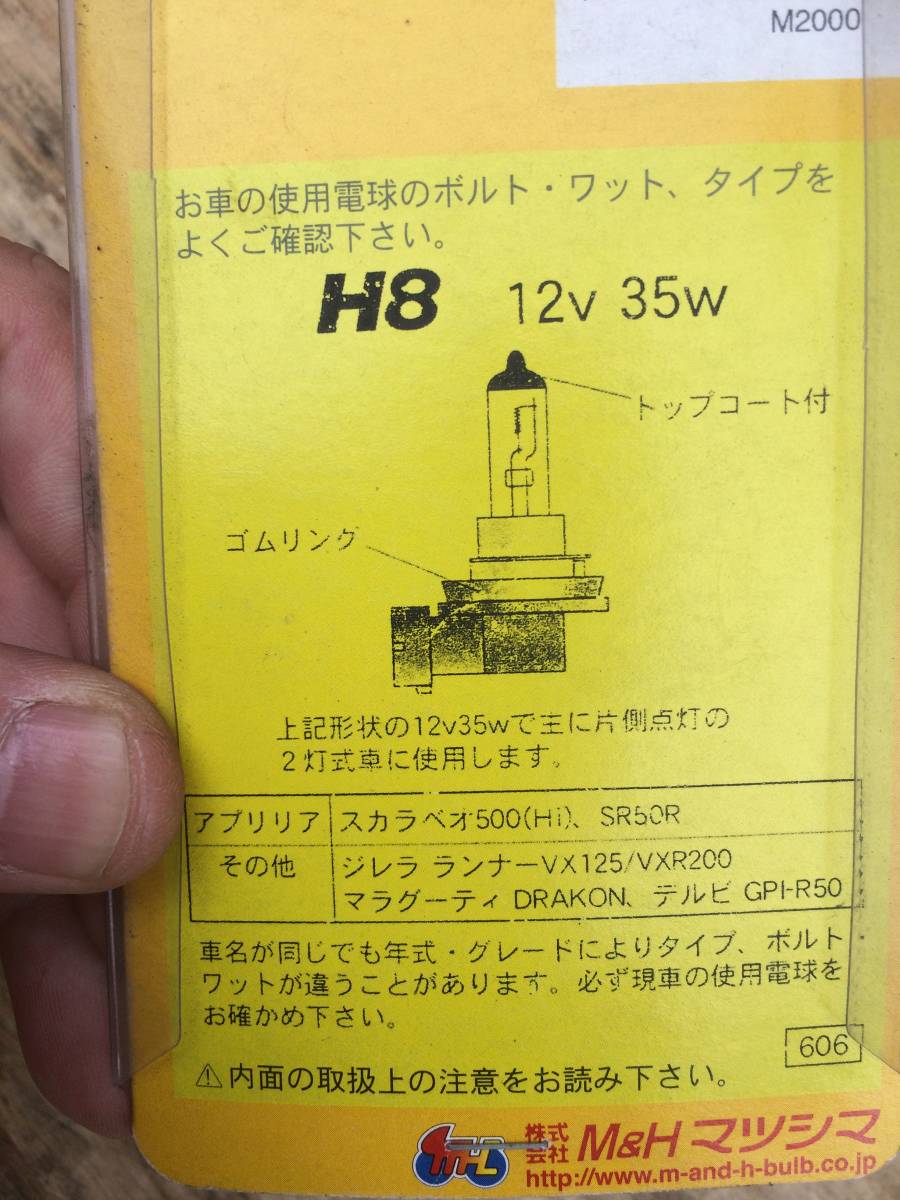 M2000
お車の使用電球のボルト・ワット、タイプを
よくご確認下さい。
H8 12v 35w
トップコート付
ゴムリング
上記形状の12v35wで主に片側点灯の
2灯式車に使用します。
アプリリア スカラベオ500(Hi)、SR50R
その他 ジレラ ランナーVX125/VXR200
マラグーティ DRAKON、デルビ GPI-R50
車名が同じでも年式・グレードによりタイプ、ボルト
ワットが違うことがあります。必ず現車の使用電球を
お確かめ下さい。
606
⚠内面の取扱上の注意をお読み下さい。
株式会社 M&Hマツシマ
http://www.m-and-h-bulb.co.jp